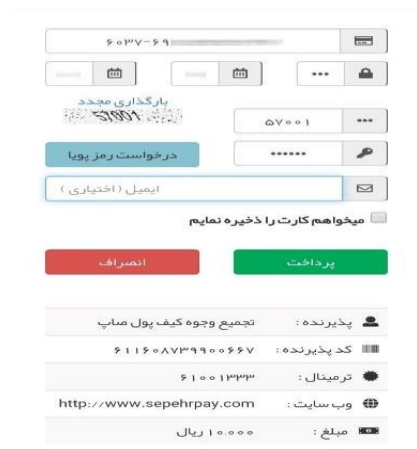 ۶۰۳۷-۶۹
•••
بارگذاری مجدد
57001
۵۷۰۰۱
درخواست رمز پویا
••••••
ایمیل ( اختیاری )
میخواهم کارت را ذخیره نمایم
پرداخت انصراف
پذیرنده : تجمیع وجوه کیف پول صاپ
کد پذیرنده : ۶۱۱۶۰۸۷۳۹۹۰۰۶۶۷
ترمینال : ۶۱۰۰۱۳۳۳
وب سایت : http://www.sepehrpay.com
مبلغ : ۱۰.۰۰۰ ریال